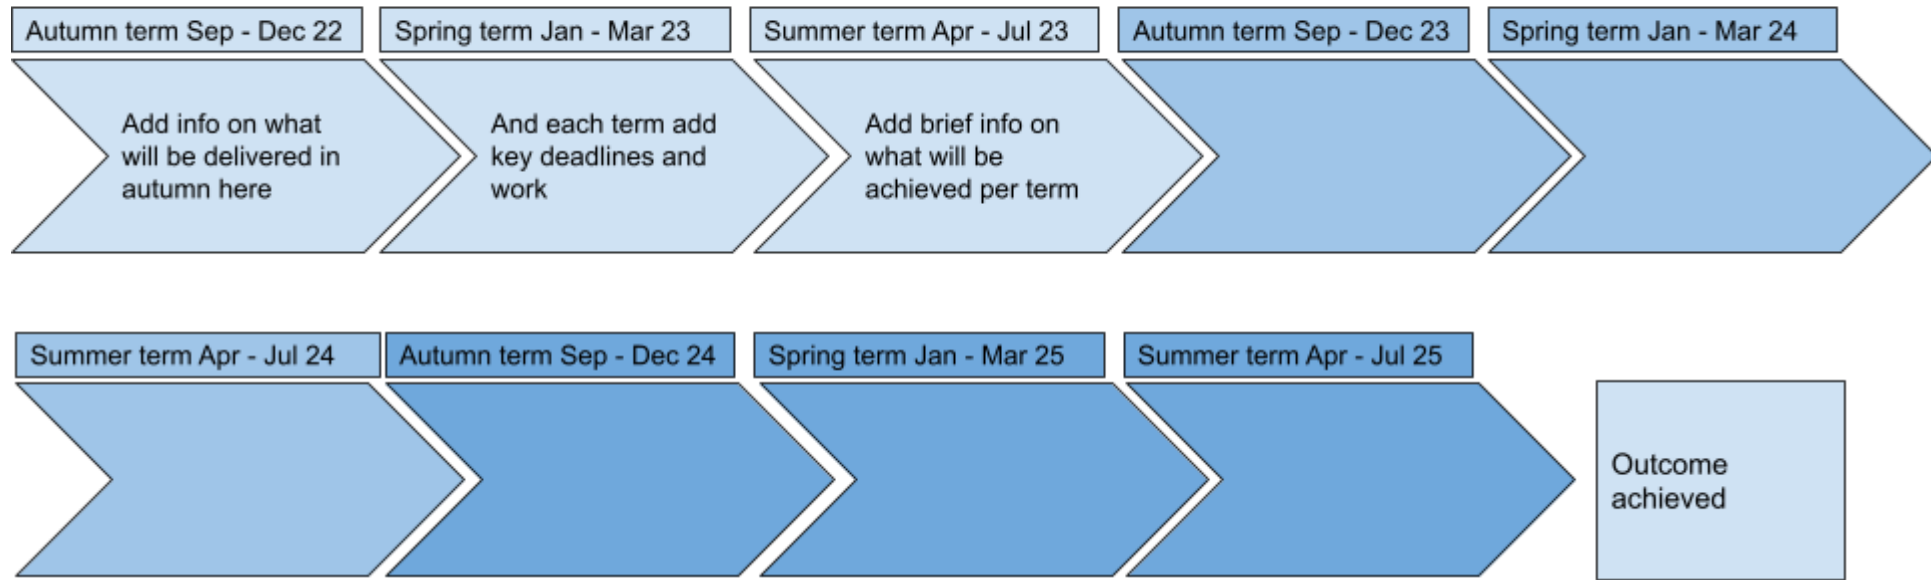 Autumn term Sep - Dec 22
Spring term Jan - Mar 23
Summer term Apr - Jul 23
Autumn term Sep - Dec 23
Spring term Jan - Mar 24
Add info on what
will be delivered in
autumn here
And each term add
key deadlines and
work
Add brief info on
what will be
achieved per term
Summer term Apr - Jul 24
Autumn term Sep - Dec 24
Spring term Jan - Mar 25
Summer term Apr - Jul 25
Outcome
achieved